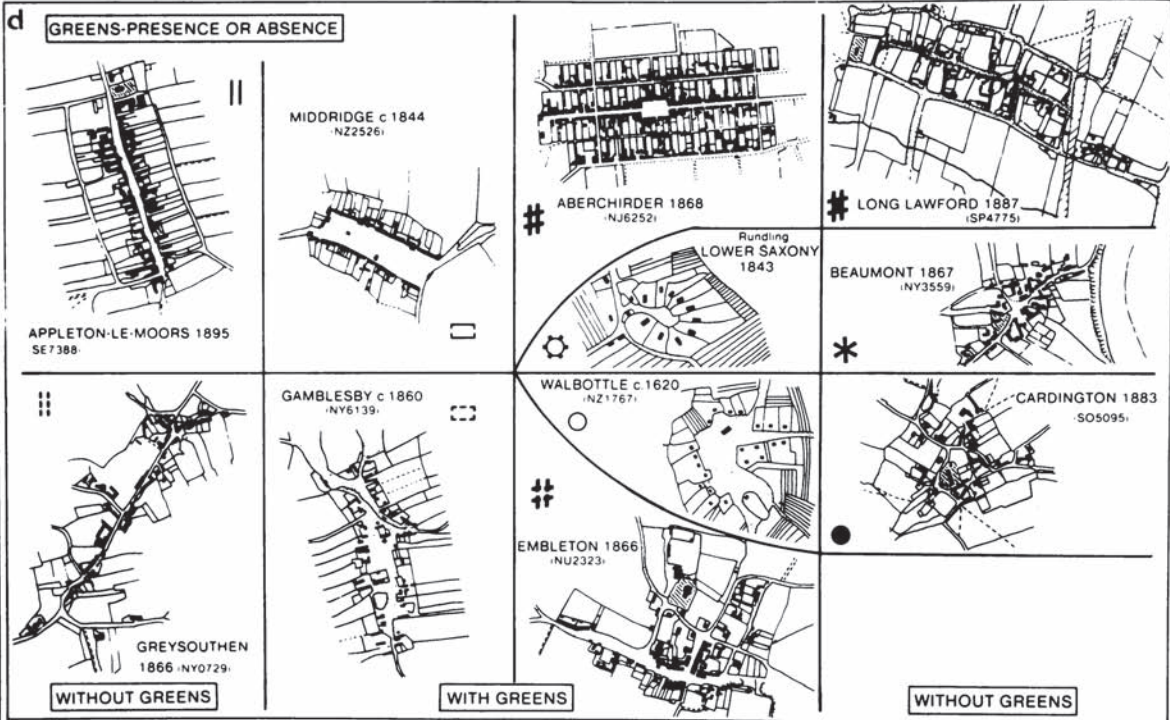 d
GREENS-PRESENCE OR ABSENCE
MIDDRIDGE c 1844
(NZ2526)
APPLETON-LE-MOORS 1895
SE7388
ABERCHIRDER 1868
(NJ6252)
LONG LAWFORD 1887
(SP4775)
Rundling
LOWER SAXONY
1843
BEAUMONT 1867
(NY3559)
GAMBLESBY c 1860
(NY6139)
WALBOTTLE c. 1620
(NZ1767)
CARDINGTON 1883
SO5095
EMBLETON 1866
(NU2323)
GREYSOUTHEN
1866 (NY0729)
WITHOUT GREENS
WITH GREENS
WITHOUT GREENS